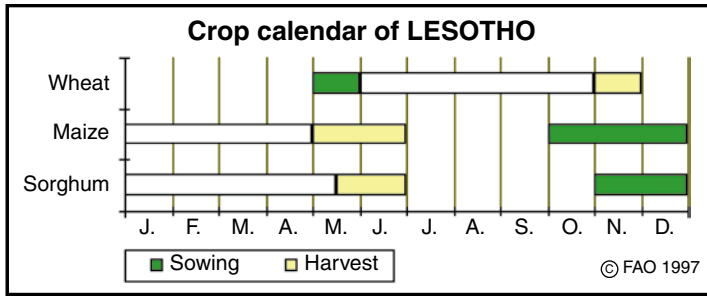 Crop calendar of LESOTHO
Wheat
Maize
Sorghum
J. F. M. A. M. J. J. A. S. O. N. D.
Sowing Harvest
© FAO 1997